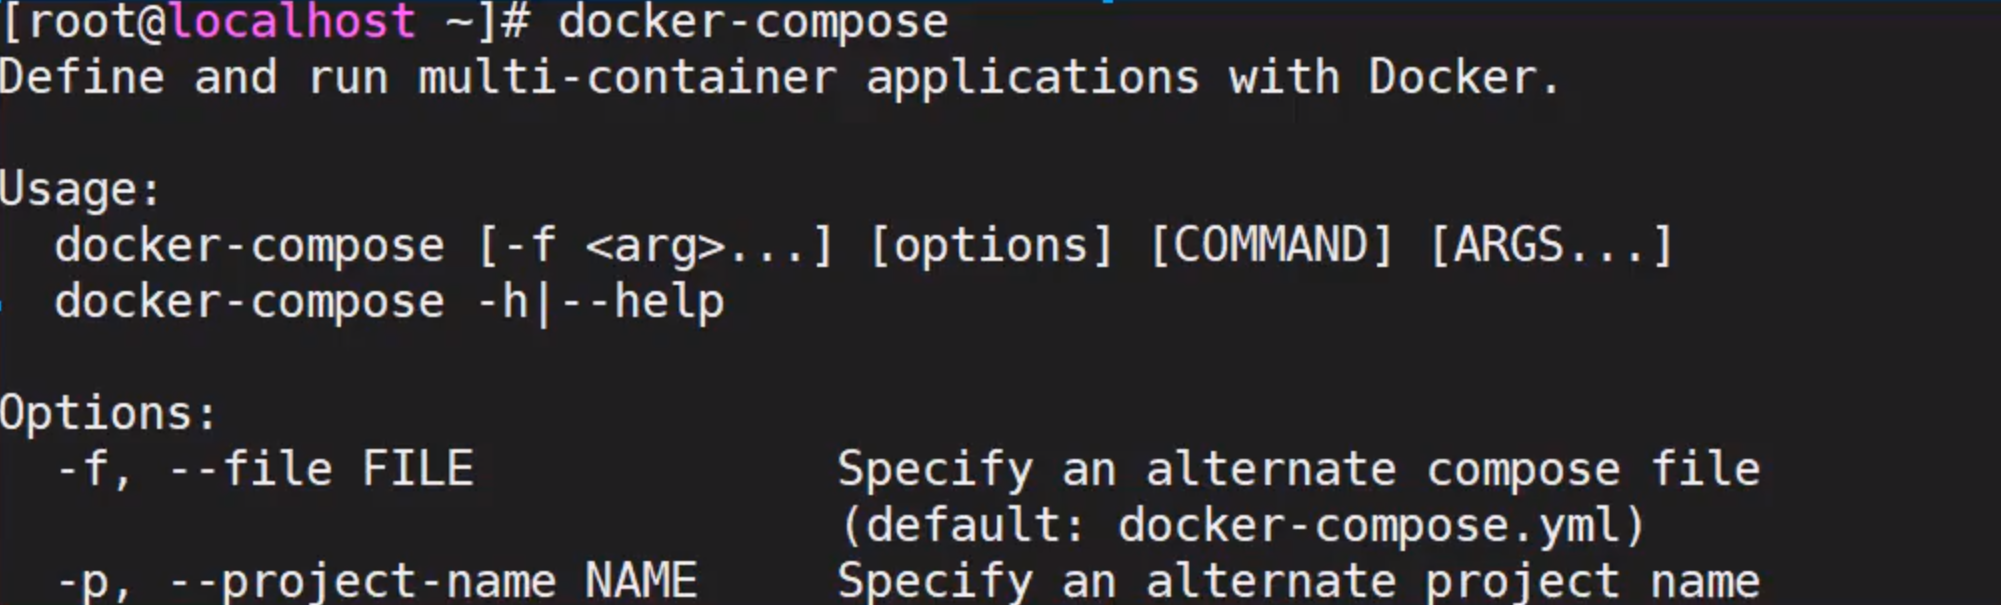 [root@localhost ~]# docker-compose
Define and run multi-container applications with Docker.
Usage:
docker-compose [-f <arg>...] [options] [COMMAND] [ARGS...]
docker-compose -h|--help
Options:
-f, --file FILE Specify an alternate compose file
(default: docker-compose.yml)
-p, --project-name NAME Specify an alternate project name